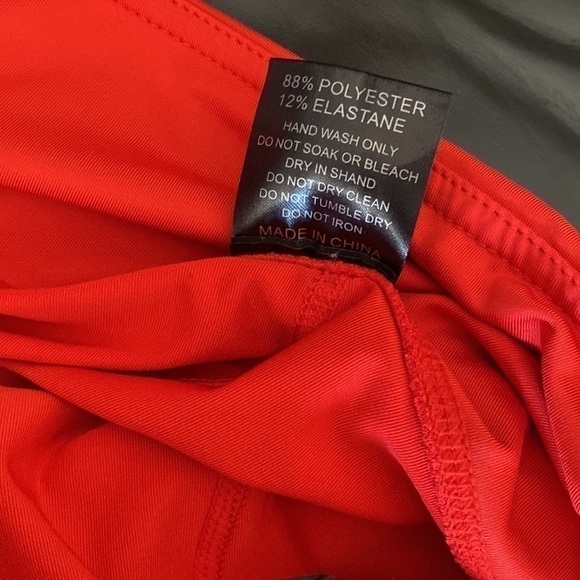 88% POLYESTER
12% ELASTANE
HAND WASH ONLY
DO NOT SOAK OR BLEACH
DRY IN SHAND
DO NOT DRY CLEAN
DO NOT TUMBLE DRY
DO NOT IRON
MADE IN CHINA